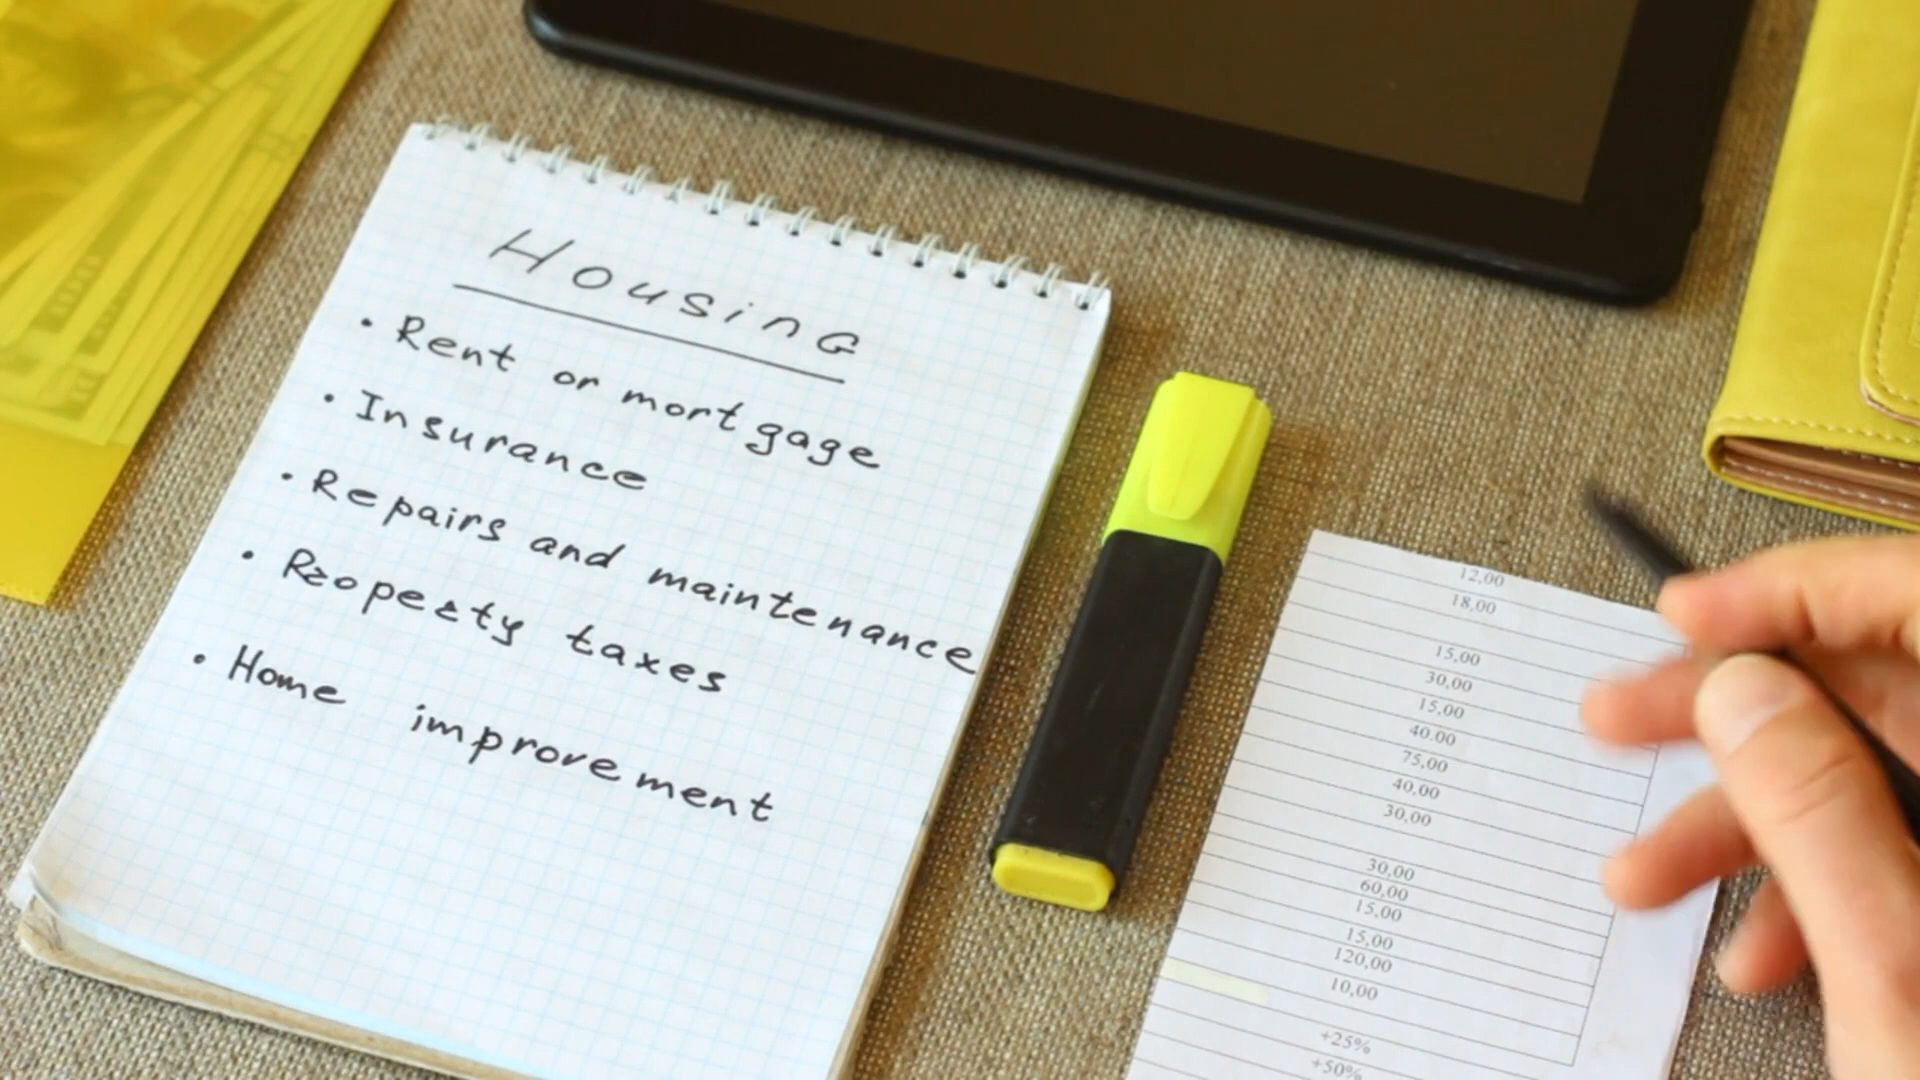 Housing
• Rent or mortgage
• Insurance
• Repairs and maintenance
• Property taxes
• Home improvement
12,00
18,00
15,00
30,00
15,00
40.00
75,00
40,00
30,00
30,00
60,00
15,00
15,00
120,00
10,00
+25%
+50%